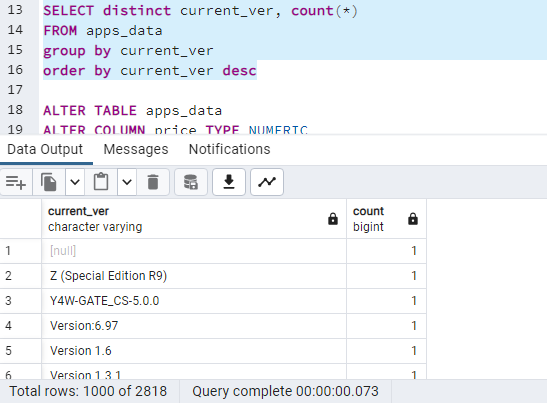 13 SELECT distinct current_ver, count(*)
14 FROM apps_data
15 group by current_ver
16 order by current_ver desc
17
18 ALTER TABLE apps_data
19 ALTER COLUMN price TYPE NUMERIC
Data Output Messages Notifications
current_ver count
character varying bigint
1 [null] 1
2 Z (Special Edition R9) 1
3 Y4W-GATE_CS-5.0.0 1
4 Version:6.97 1
5 Version 1.6 1
6 Version 1.3.1 1
Total rows: 1000 of 2818 Query complete 00:00:00.073